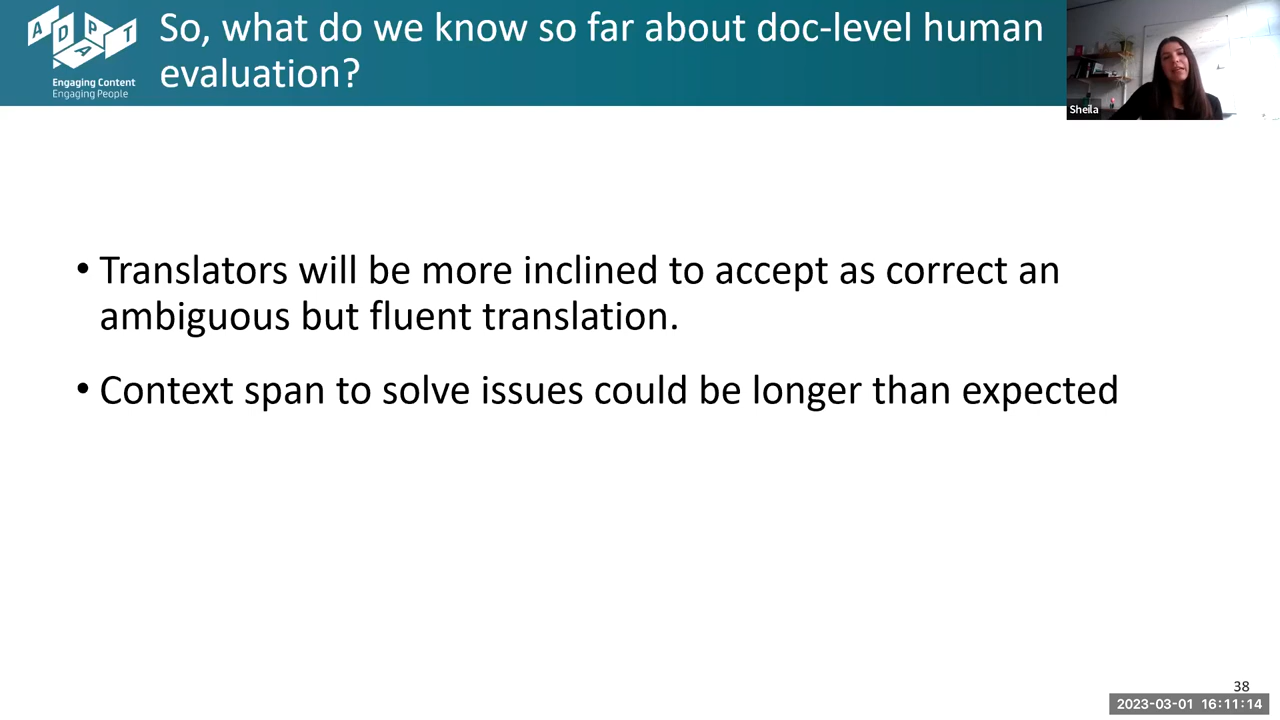 ADAPT
Engaging Content
Engaging People
So, what do we know so far about doc-level human
evaluation?
Sheila
• Translators will be more inclined to accept as correct an
ambiguous but fluent translation.
• Context span to solve issues could be longer than expected
38
2023-03-01 16:11:14